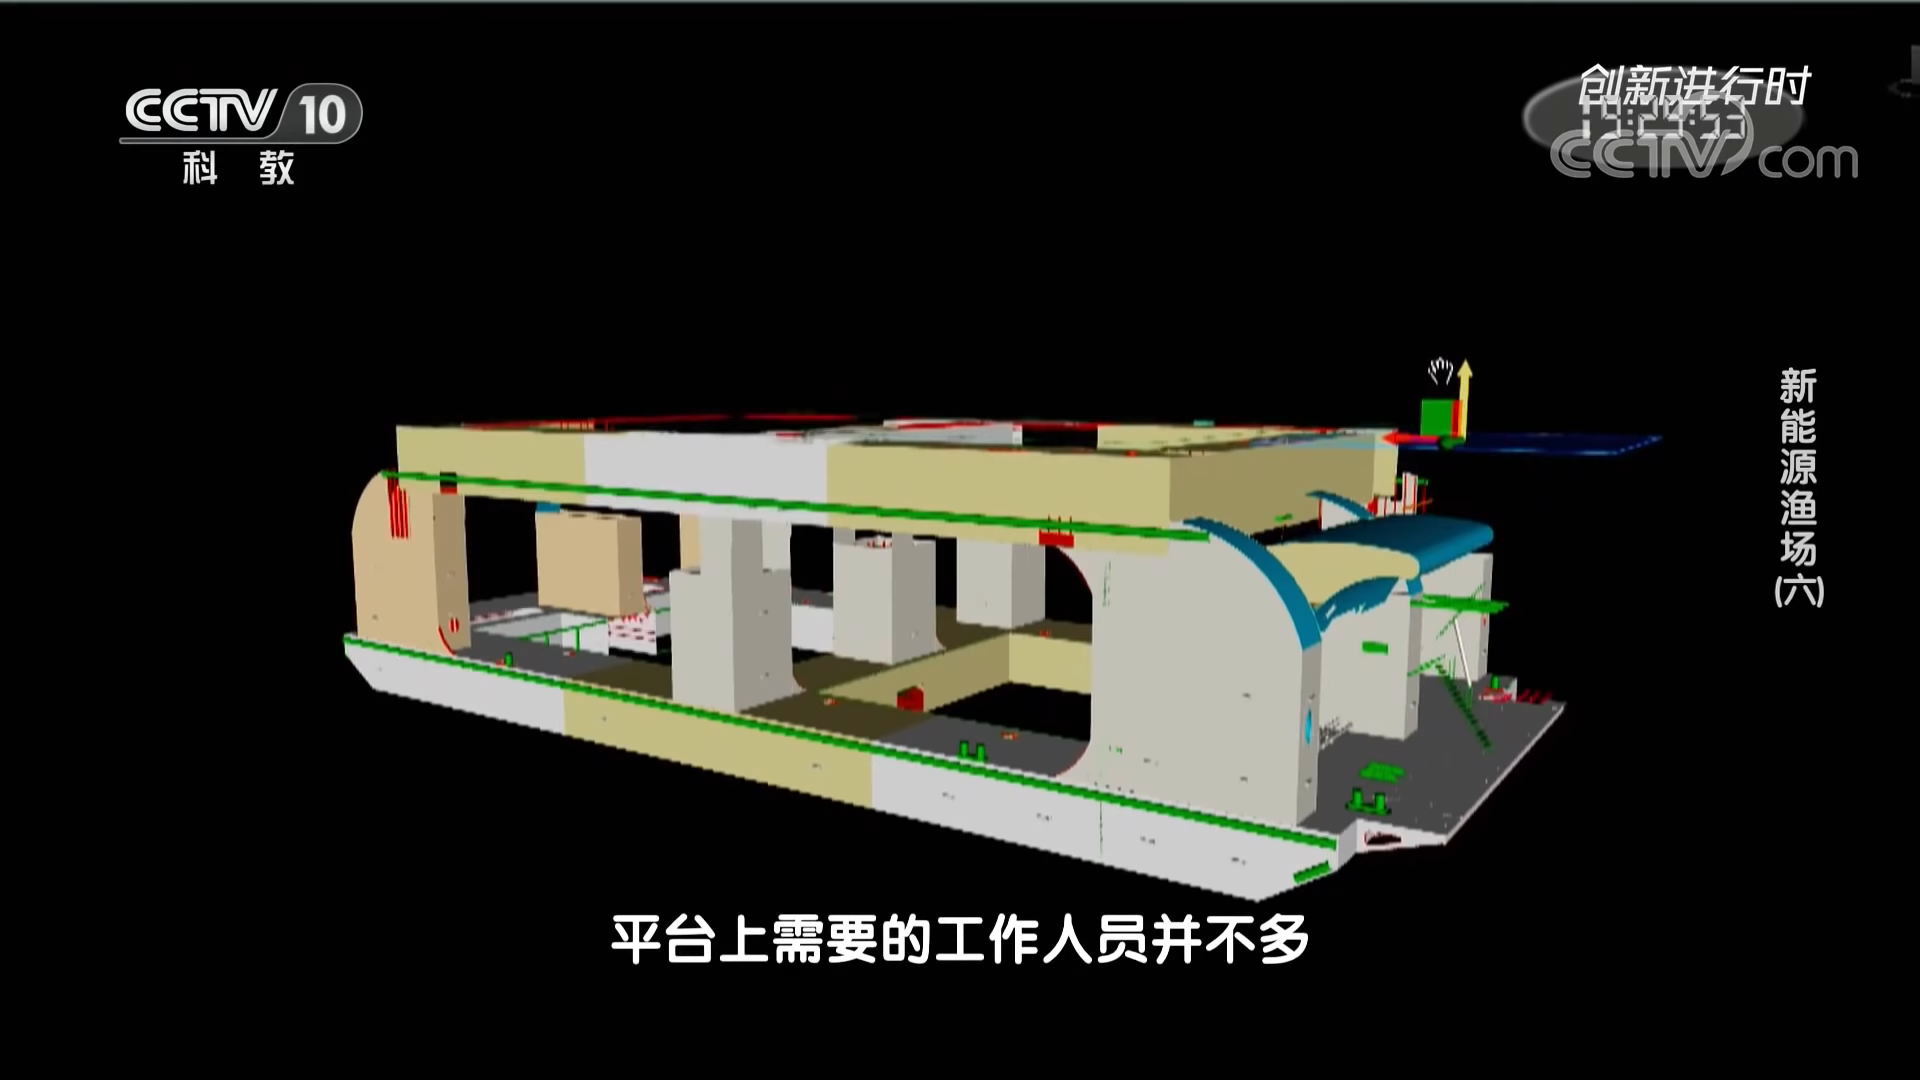 CCTV 10
科 教
创新进行时
CCTV.com
新能源渔场(六)
平台上需要的工作人员并不多